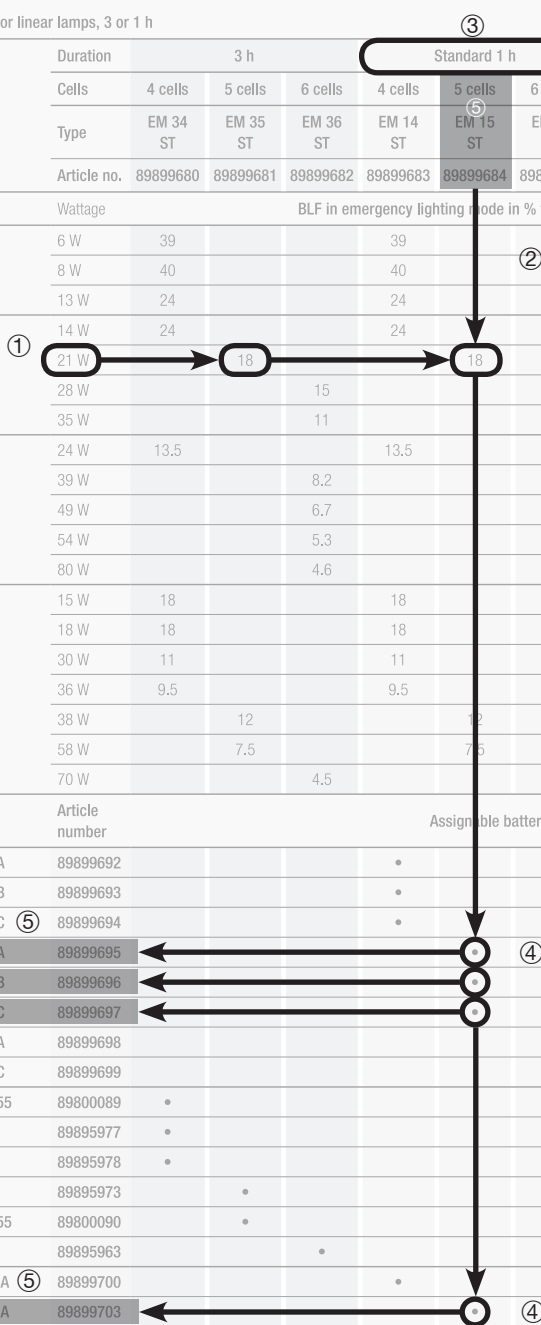 or linear lamps, 3 or 1 h
③
Duration 3 h Standard 1 h
Cells 4 cells 5 cells 6 cells 4 cells 5 cells 6
⑤
Type EM 34 ST EM 35 ST EM 36 ST EM 14 ST EM 15 ST
Article no. 89899680 89899681 89899682 89899683 89899684 898
Wattage BLF in emergency lighting mode in %
6 W 39 39
8 W 40 40 ②
13 W 24 24
14 W 24 24
① 21 W 18 18
28 W 15
35 W 11
24 W 13.5 13.5
39 W 8.2
49 W 6.7
54 W 5.3
80 W 4.6
15 W 18 18
18 W 18 18
30 W 11 11
36 W 9.5 9.5
38 W 12 12
58 W 7.5 7.5
70 W 4.5
Article number Assignable batter
A 89899692 •
B 89899693 •
C ⑤ 89899694 •
A 89899695 • ④
B 89899696 •
C 89899697 •
A 89899698
C 89899699
55 89800089 •
89895977 •
89895978 •
89895973 •
55 89800090 •
89895963 •
A ⑤ 89899700 •
A 89899703 • ④